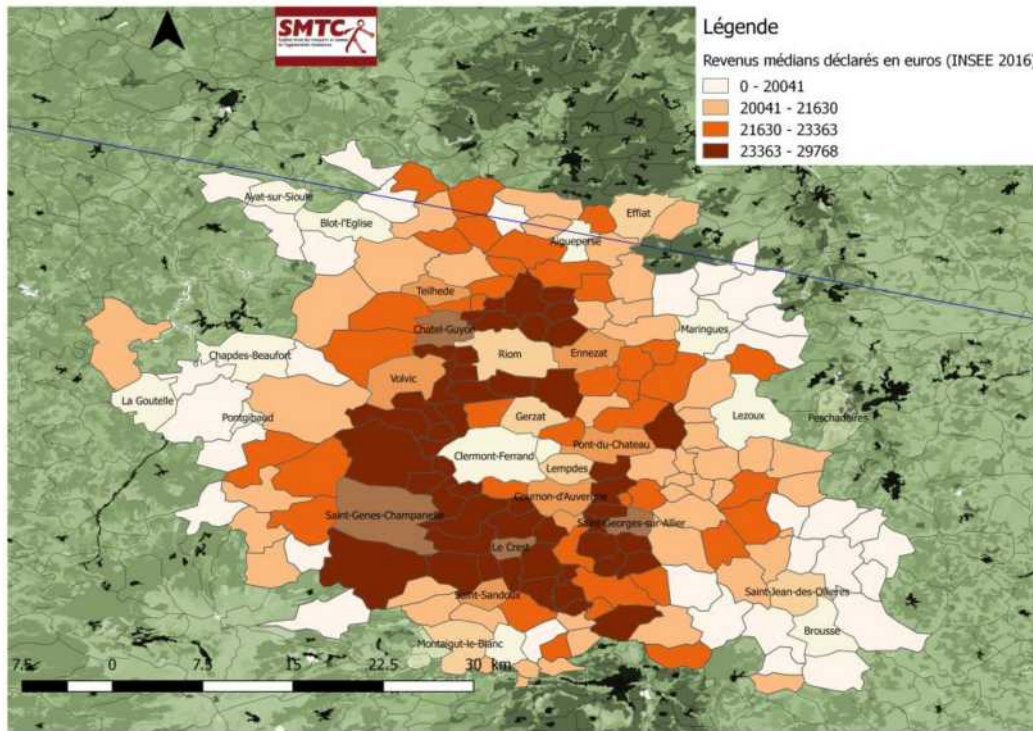 SMTC
Légende
Revenus médians déclarés en euros (INSEE 2016)
0 - 20041
20041 - 21630
21630 - 23363
23363 - 29768
Ayat-sur-Sioule
Effiat
Blot-l'Eglise
Aigueperse
Teilhede
Chatel-Guyon
Maringues
Chapdes-Beaufort
Riom
Ennezat
Volvic
La Goutelle
Pontgibaud
Gerzat
Lezoux
Peschadoires
Pont-du-Chateau
Clermont-Ferrand
Lempdes
Cournon-d'Auvergne
Saint-Genes-Champanelle
Saint-Georges-sur-Allier
Le Crest
Saint-Sandoux
Saint-Jean-des-Ollieres
Brousse
Montaigut-le-Blanc
7.5 0 7.5 15 22.5 30 km